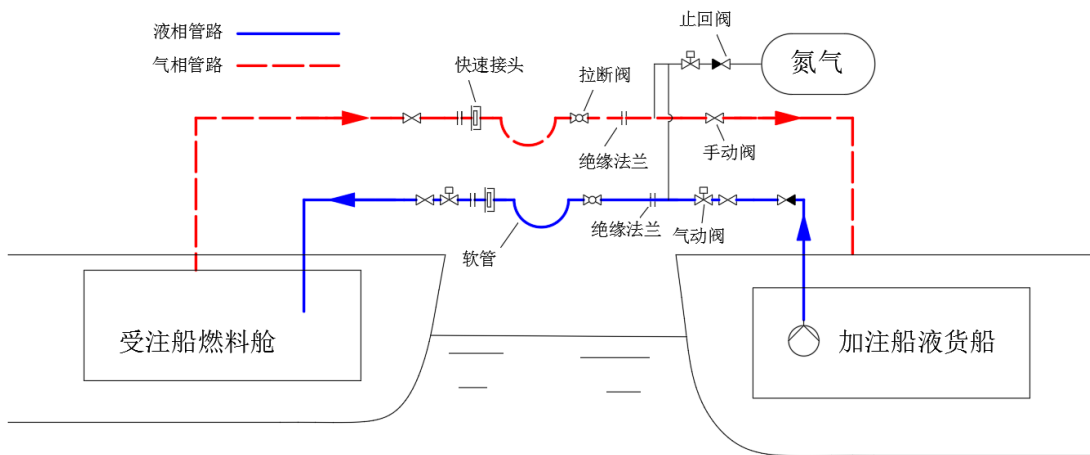 液相管路
气相管路
止回阀
氮气
快速接头
拉断阀
绝缘法兰
手动阀
软管
绝缘法兰
气动阀
受注船燃料舱
加注船液货船